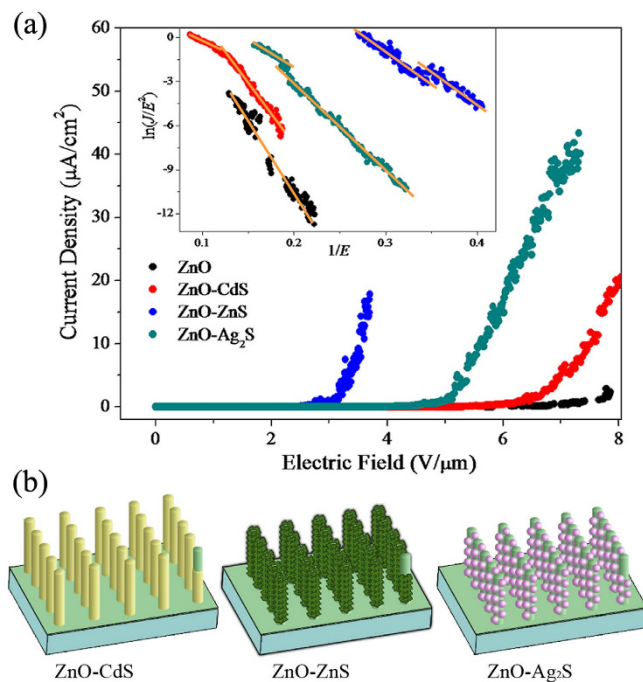 (a)
60
50
40
30
20
10
0
Current Density (μA/cm²)
0
-3
-6
-9
-12
ln(J/E²)
0.1 0.2 0.3 0.4
1/E
ZnO
ZnO-CdS
ZnO-ZnS
ZnO-Ag₂S
0 2 4 6 8
Electric Field (V/μm)
(b)
ZnO-CdS ZnO-ZnS ZnO-Ag₂S